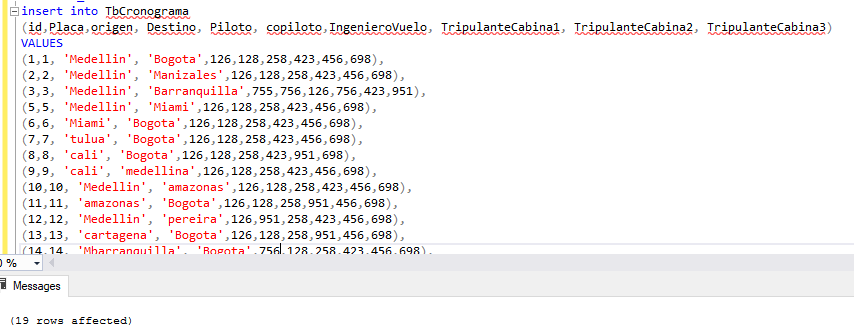 insert into TbCronograma
(id,Placa,origen, Destino, Piloto, copiloto,IngenieroVuelo, TripulanteCabina1, TripulanteCabina2, TripulanteCabina3)
VALUES
(1,1, 'Medellin', 'Bogota',126,128,258,423,456,698),
(2,2, 'Medellin', 'Manizales',126,128,258,423,456,698),
(3,3, 'Medellin', 'Barranquilla',755,756,126,756,423,951),
(5,5, 'Medellin', 'Miami',126,128,258,423,456,698),
(6,6, 'Miami', 'Bogota',126,128,258,423,456,698),
(7,7, 'tulua', 'Bogota',126,128,258,423,456,698),
(8,8, 'cali', 'Bogota',126,128,258,423,951,698),
(9,9, 'cali', 'medellina',126,128,258,423,456,698),
(10,10, 'Medellin', 'amazonas',126,128,258,423,456,698),
(11,11, 'amazonas', 'Bogota',126,128,258,951,456,698),
(12,12, 'Medellin', 'pereira',126,951,258,423,456,698),
(13,13, 'cartagena', 'Bogota',126,128,258,951,456,698),
(14,14, 'Mbarranquilla', 'Bogota',756,128,258,423,456,698),
0 %
Messages
(19 rows affected)